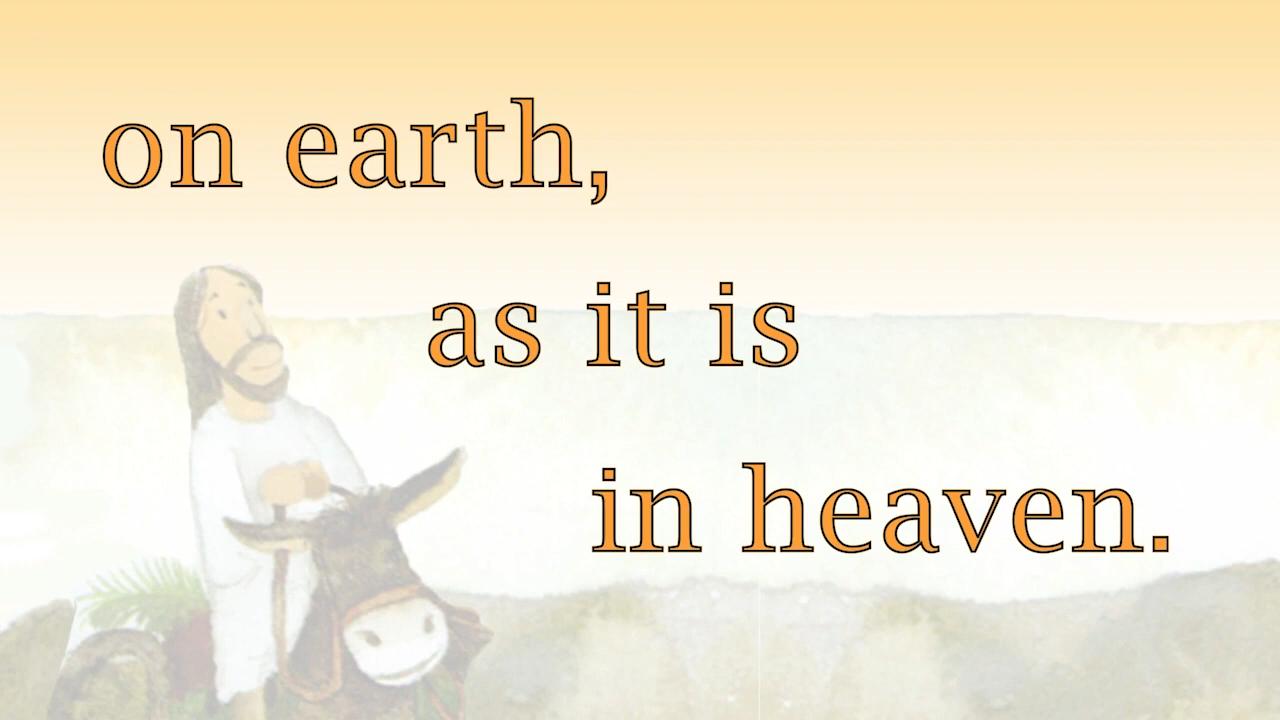 on earth,
as it is
in heaven.